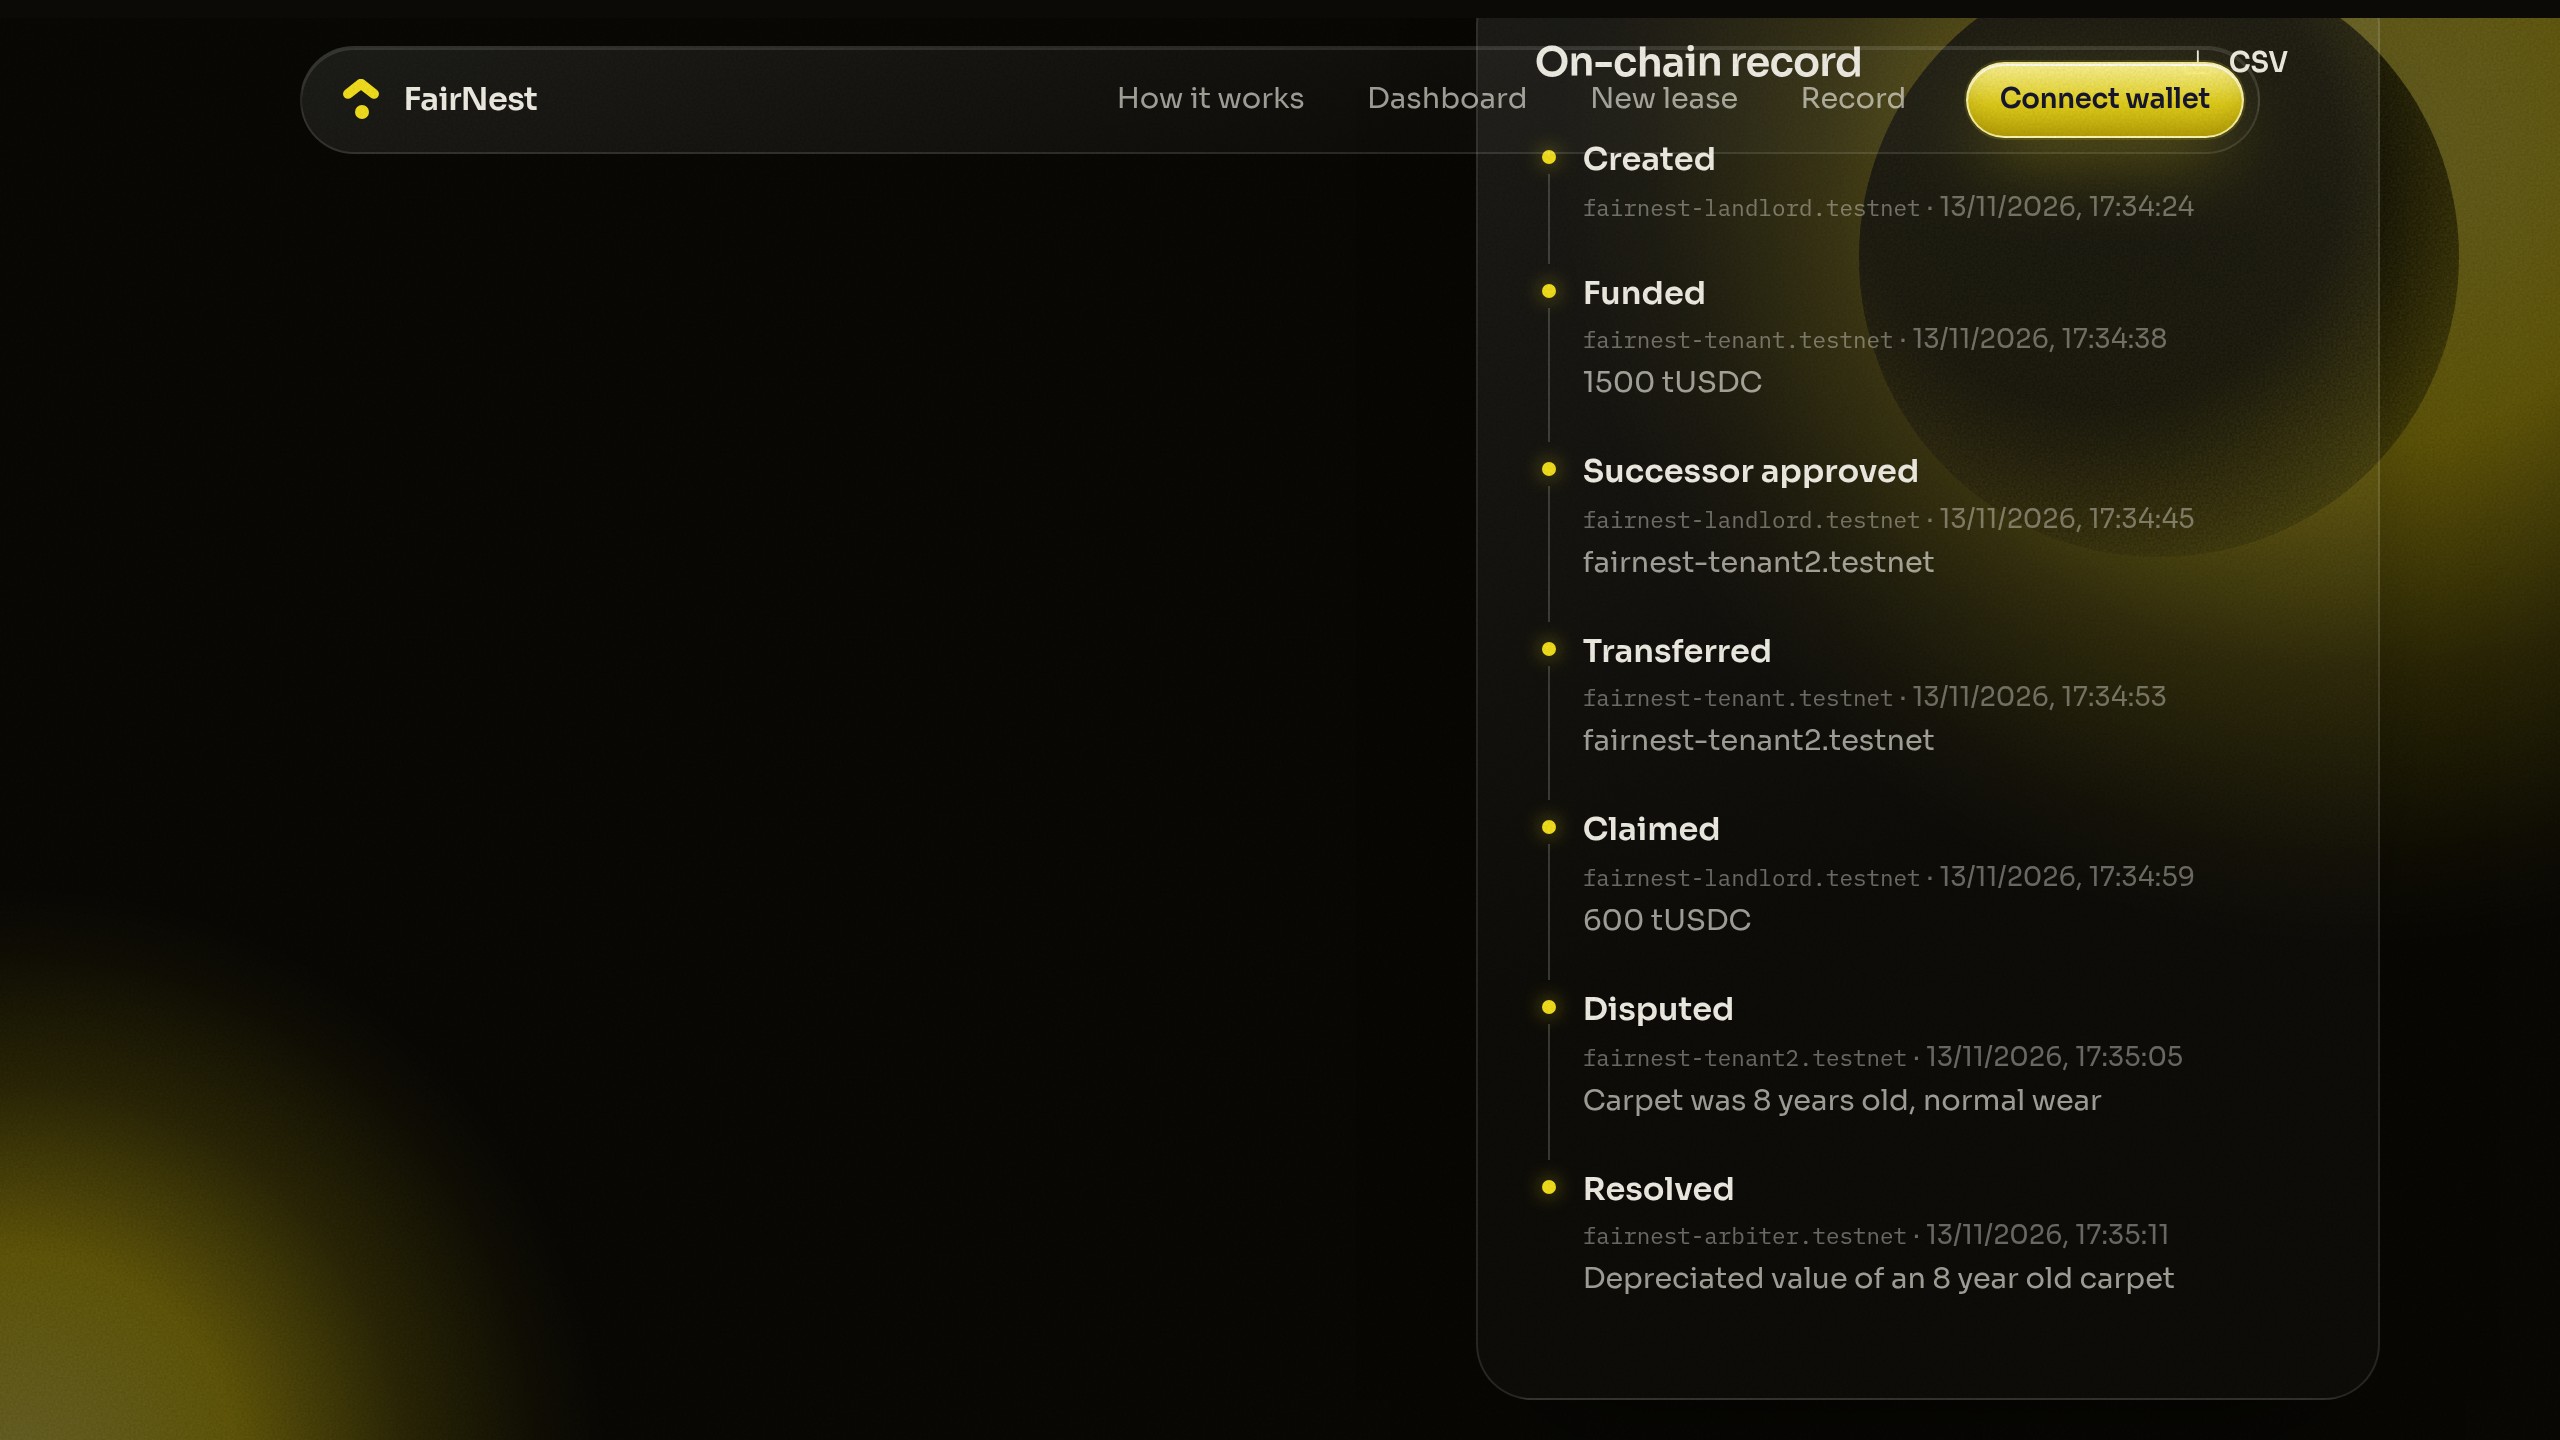 FairNest
How it works
Dashboard
New lease
Record
Connect wallet
On-chain record
CSV
Created
fairnest-landlord.testnet · 13/11/2026, 17:34:24
Funded
fairnest-tenant.testnet · 13/11/2026, 17:34:38
1500 tUSDC
Successor approved
fairnest-landlord.testnet · 13/11/2026, 17:34:45
fairnest-tenant2.testnet
Transferred
fairnest-tenant.testnet · 13/11/2026, 17:34:53
fairnest-tenant2.testnet
Claimed
fairnest-landlord.testnet · 13/11/2026, 17:34:59
600 tUSDC
Disputed
fairnest-tenant2.testnet · 13/11/2026, 17:35:05
Carpet was 8 years old, normal wear
Resolved
fairnest-arbiter.testnet · 13/11/2026, 17:35:11
Depreciated value of an 8 year old carpet